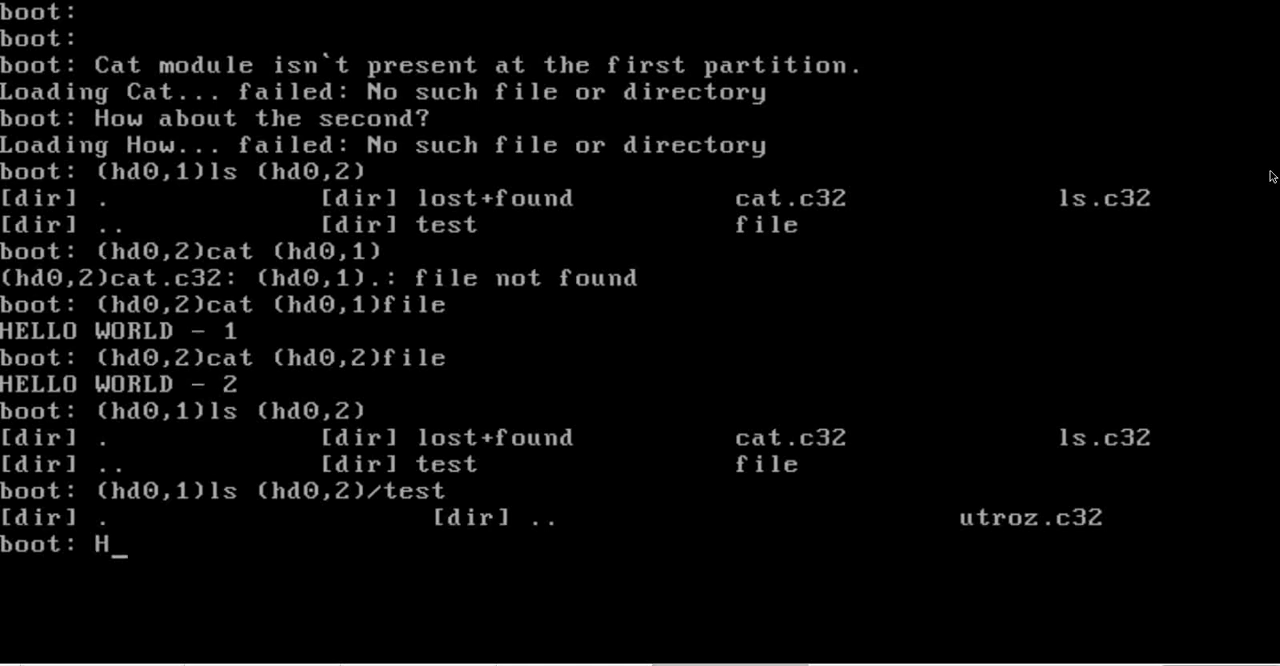 boot:
boot:
boot: Cat module isn`t present at the first partition.
Loading Cat... failed: No such file or directory
boot: How about the second?
Loading How... failed: No such file or directory
boot: (hd0,1)ls (hd0,2)
[dir] . [dir] lost+found cat.c32 ls.c32
[dir] .. [dir] test file
boot: (hd0,2)cat (hd0,1)
(hd0,2)cat.c32: (hd0,1).: file not found
boot: (hd0,2)cat (hd0,1)file
HELLO WORLD - 1
boot: (hd0,2)cat (hd0,2)file
HELLO WORLD - 2
boot: (hd0,1)ls (hd0,2)
[dir] . [dir] lost+found cat.c32 ls.c32
[dir] .. [dir] test file
boot: (hd0,1)ls (hd0,2)/test
[dir] . [dir] .. utroz.c32
boot: H_